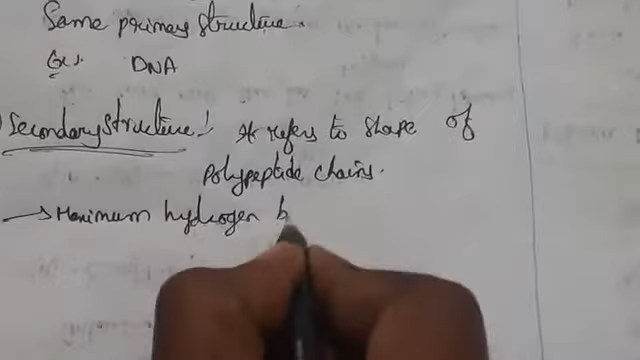 Same primary structure.
Ex:. DNA
Secondary structure:- It refers to shape of
polypeptide chains.
→ Maximum hydrogen b